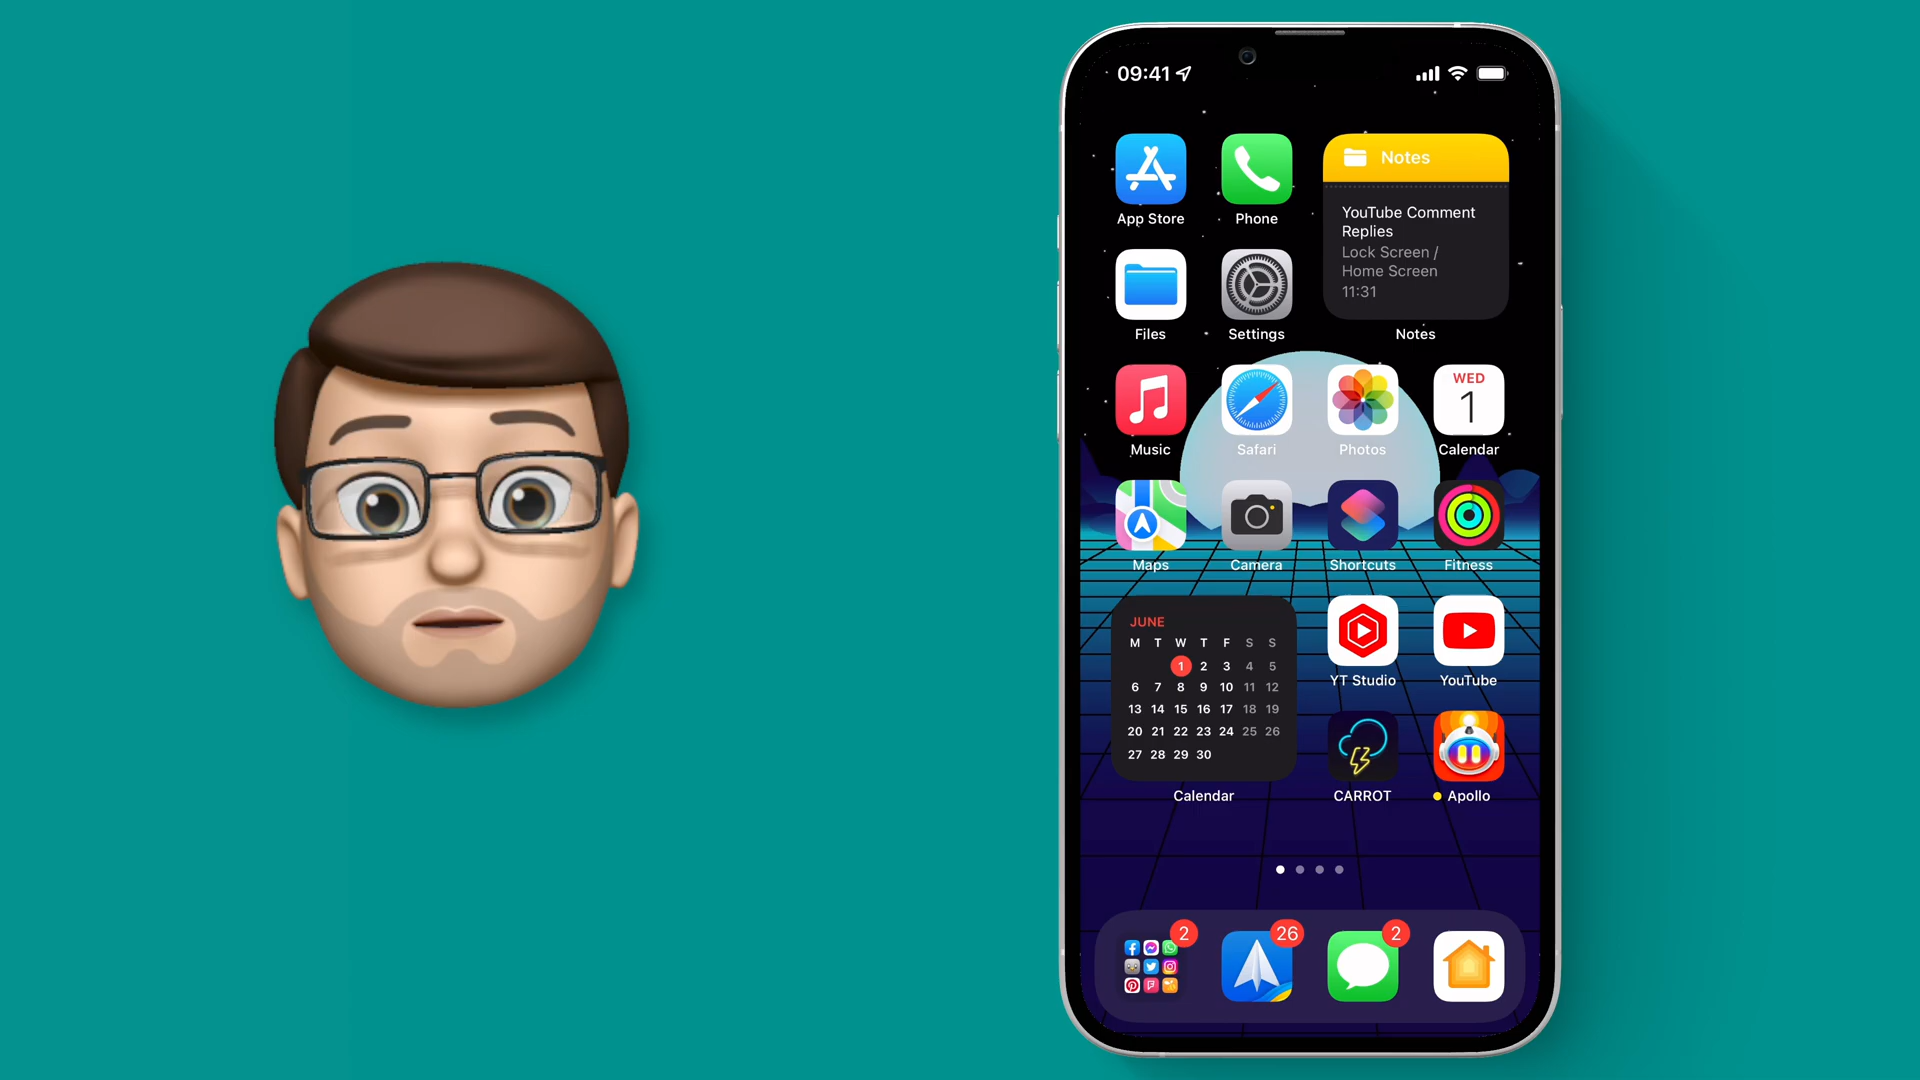 09:41
Notes
YouTube Comment
Replies
Lock Screen /
Home Screen
11:31
App Store
Phone
Files
Settings
Notes
WED
1
Music
Safari
Photos
Calendar
Maps
Camera
Shortcuts
Fitness
JUNE
M T W T F S S
1 2 3 4 5
6 7 8 9 10 11 12
13 14 15 16 17 18 19
20 21 22 23 24 25 26
27 28 29 30
YT Studio
YouTube
Calendar
CARROT
Apollo
2
26
2